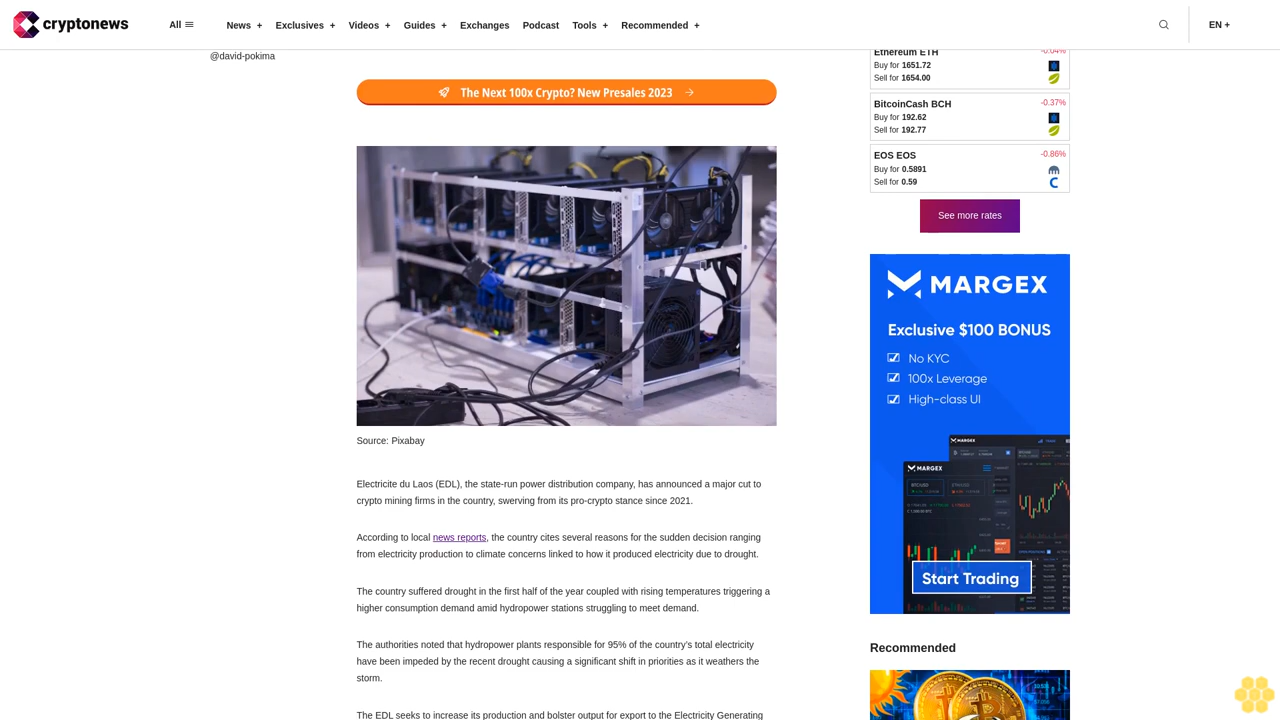 cryptonews
All
News +
Exclusives +
Videos +
Guides +
Exchanges
Podcast
Tools +
Recommended +
EN +
@david-pokima
The Next 100x Crypto? New Presales 2023
Source: Pixabay
Electricite du Laos (EDL), the state-run power distribution company, has announced a major cut to
crypto mining firms in the country, swerving from its pro-crypto stance since 2021.
According to local news reports, the country cites several reasons for the sudden decision ranging
from electricity production to climate concerns linked to how it produced electricity due to drought.
The country suffered drought in the first half of the year coupled with rising temperatures triggering a
higher consumption demand amid hydropower stations struggling to meet demand.
The authorities noted that hydropower plants responsible for 95% of the country's total electricity
have been impeded by the recent drought causing a significant shift in priorities as it weathers the
storm.
The EDL seeks to increase its production and bolster output for export to the Electricity Generating
Ethereum ETH
-0.04%
Buy for 1651.72
Sell for 1654.00
BitcoinCash BCH
-0.37%
Buy for 192.62
Sell for 192.77
EOS EOS
-0.86%
Buy for 0.5891
Sell for 0.59
See more rates
MARGEX
Exclusive $100 BONUS
No KYC
100x Leverage
High-class UI
MARGEX
MARGEX
Start Trading
Recommended